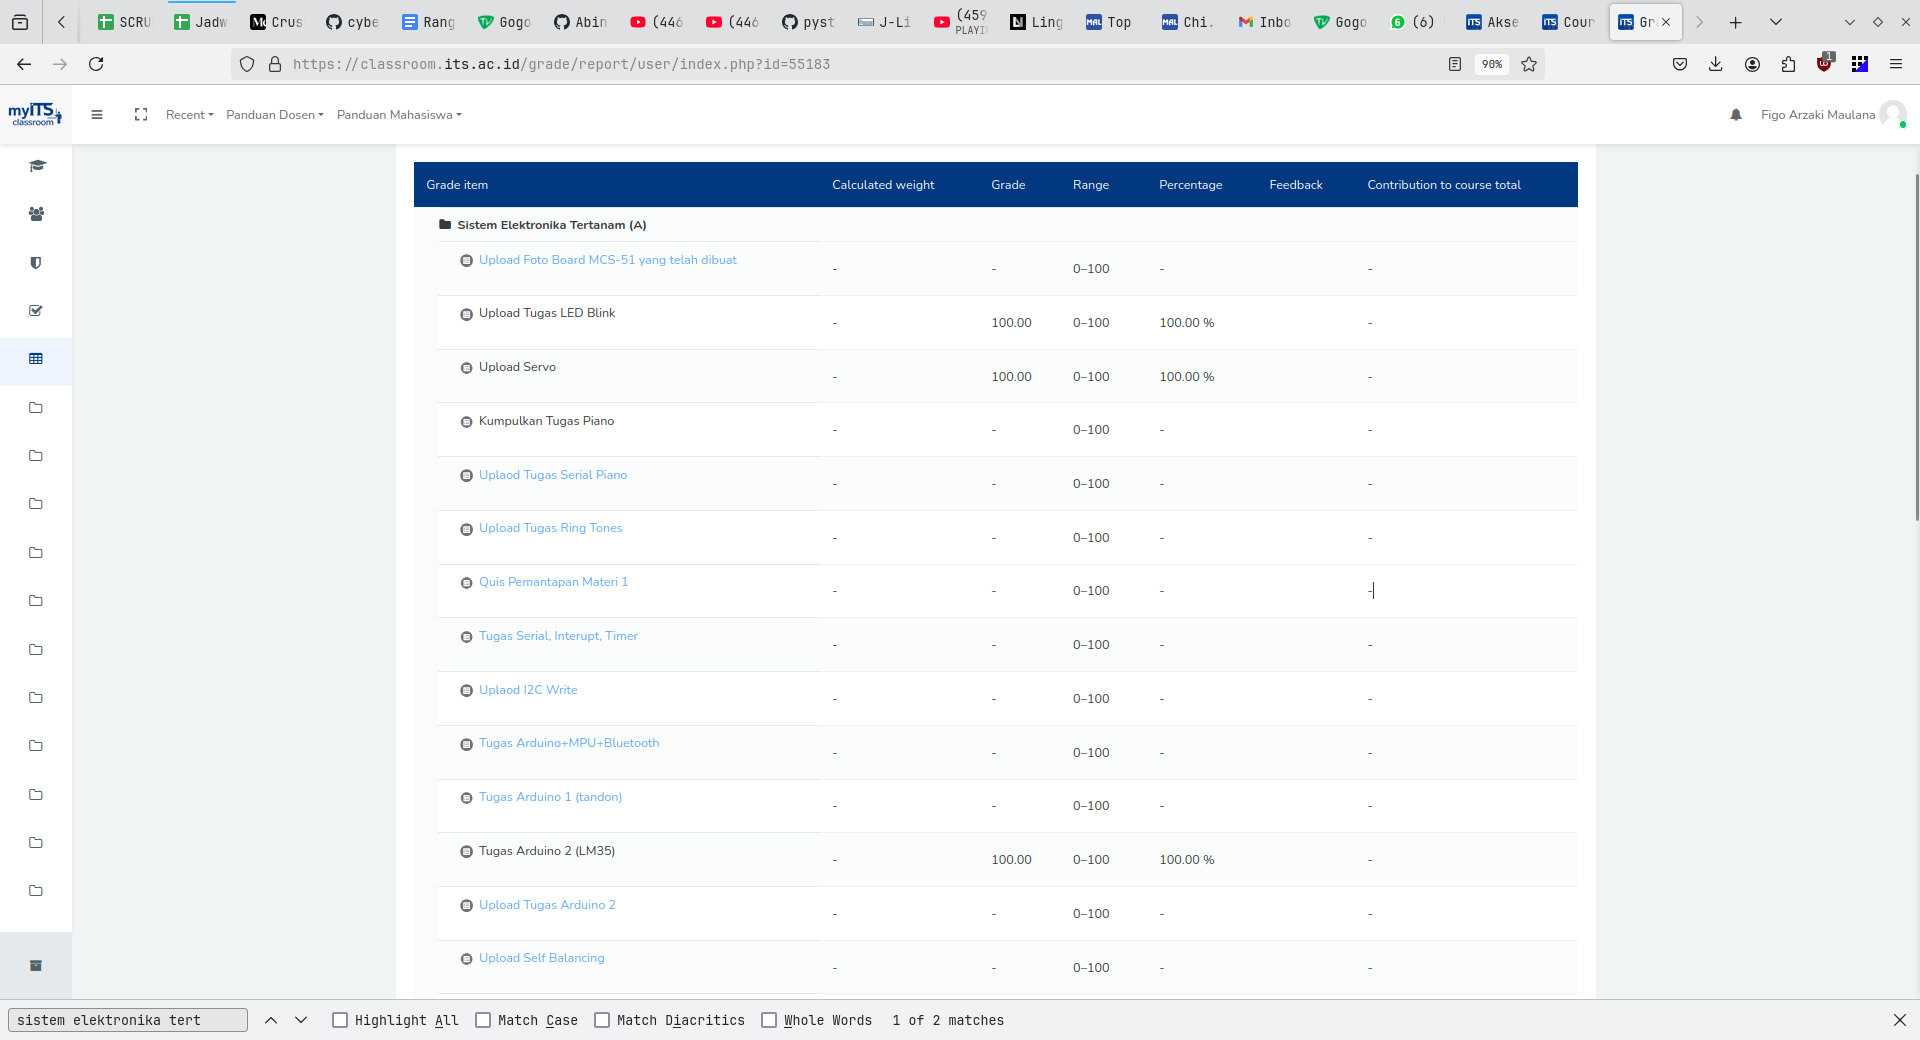 SCRU
Jadw
Crus
cybe
Rang
Gogo
Abin
(446
(446
pyst
J-Li
(459
PLAYI
Ling
Top
Chi.
Inbo
Gogo
(6)
Akse
Cour
Gr
https://classroom.its.ac.id/grade/report/user/index.php?id=55183
90%
1
myITS
classroom
Recent
Panduan Dosen
Panduan Mahasiswa
Figo Arzaki Maulana
Grade item Calculated weight Grade Range Percentage Feedback Contribution to course total
Sistem Elektronika Tertanam (A)
Upload Foto Board MCS-51 yang telah dibuat
- - 0–100 - -
Upload Tugas LED Blink
- 100.00 0–100 100.00 % -
Upload Servo
- 100.00 0–100 100.00 % -
Kumpulkan Tugas Piano
- - 0–100 - -
Uplaod Tugas Serial Piano
- - 0–100 - -
Upload Tugas Ring Tones
- - 0–100 - -
Quis Pemantapan Materi 1
- - 0–100 - -
Tugas Serial, Interupt, Timer
- - 0–100 - -
Uplaod I2C Write
- - 0–100 - -
Tugas Arduino+MPU+Bluetooth
- - 0–100 - -
Tugas Arduino 1 (tandon)
- - 0–100 - -
Tugas Arduino 2 (LM35)
- 100.00 0–100 100.00 % -
Upload Tugas Arduino 2
- - 0–100 - -
Upload Self Balancing
- - 0–100 - -
sistem elektronika tert
Highlight All
Match Case
Match Diacritics
Whole Words
1 of 2 matches